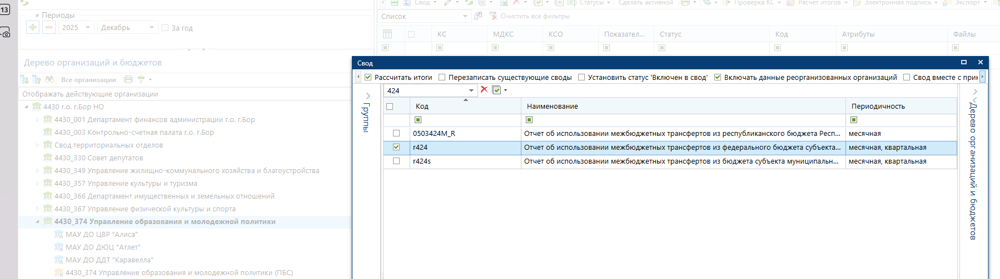 13
Свод
Статусы
Сделать активной
Проверка КС
Расчет итогов
Электронная подпись
Экспорт
Периоды
2025
Декабрь
За год
Список
Очистить все фильтры
КС
МДКС
КСО
Показател...
Статус
Код
Атрибуты
Файлы
Дерево организаций и бюджетов
Все организации
Отображать действующие организации
4430 г.о. г.Бор НО
4430_001 Департамент финансов администрации г.о. г.Бор
4430_003 Контрольно-счетная палата г.о. г.Бор
Свод территориальных отделов
4430_330 Совет депутатов
4430_349 Управление жилищно-коммунального хозяйства и благоустройства
4430_357 Управление культуры и туризма
4430_366 Департамент имущественных и земельных отношений
4430_367 Управление физической культуры и спорта
4430_374 Управление образования и молодежной политики
МАУ ДО ЦВР "Алиса"
МАУ ДО ДЮЦ "Атлет"
МАУ ДО ДДТ "Каравелла"
4430_374 Управление образования и молодежной политики (ПБС)
Свод
Рассчитать итоги
Перезаписать существующие своды
Установить статус 'Включен в свод'
Включать данные реорганизованных организаций
Свод вместе с при
Группы
424
Код
Наименование
Периодичность
0503424M_R
Отчет об использовании межбюджетных трансфертов из республиканского бюджета Респ...
месячная
r424
Отчет об использовании межбюджетных трансфертов из федерального бюджета субъекта...
месячная, квартальная
r424s
Отчет об использовании межбюджетных трансфертов из бюджета субъекта муниципальн...
месячная, квартальная
Дерево организаций и бюджетов